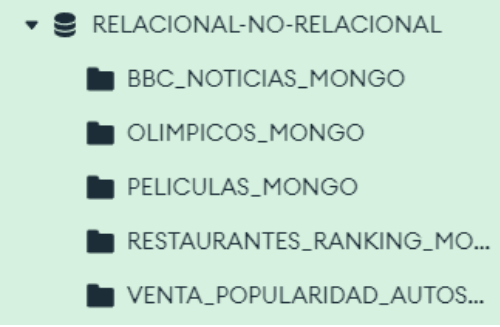 RELACIONAL-NO-RELACIONAL
BBC_NOTICIAS_MONGO
OLIMPICOS_MONGO
PELICULAS_MONGO
RESTAURANTES_RANKING_MO...
VENTA_POPULARIDAD_AUTOS...